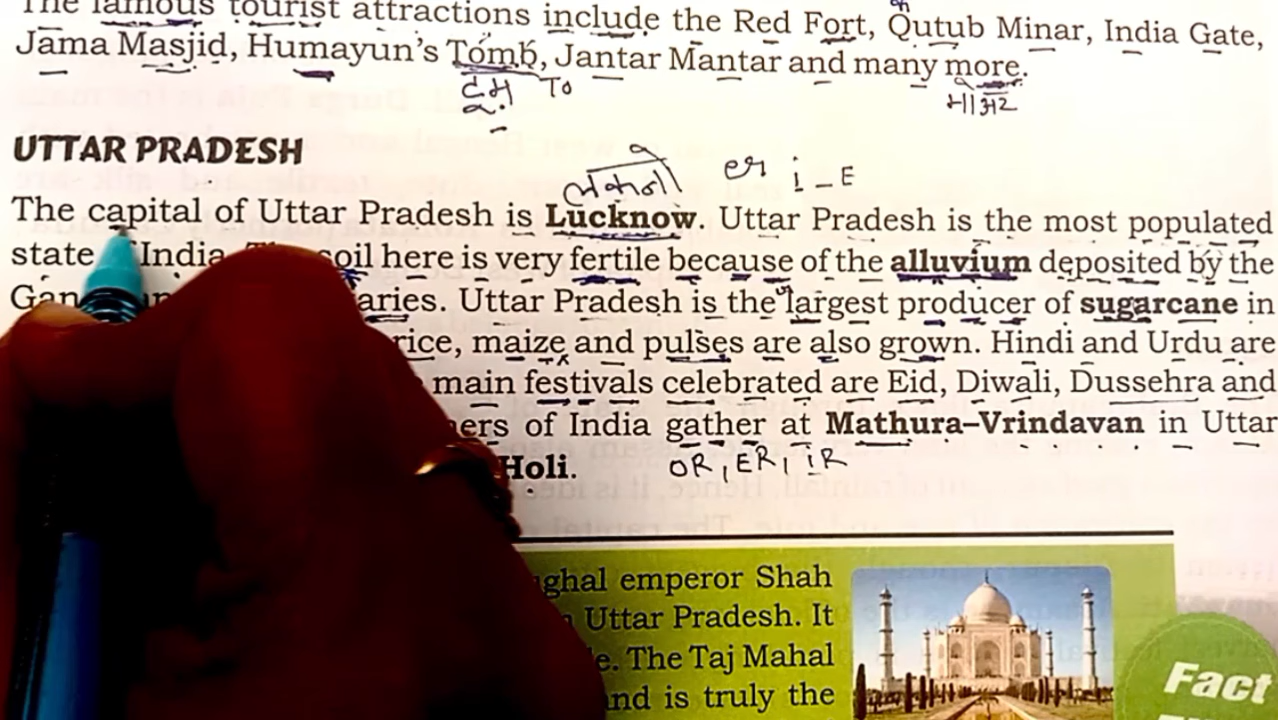 The famous tourist attractions include the Red Fort, Qutub Minar, India Gate,
Jama Masjid, Humayun's Tomb, Jantar Mantar and many more.
To
UTTAR PRADESH
er i - E
The capital of Uttar Pradesh is Lucknow. Uttar Pradesh is the most populated
state India soil here is very fertile because of the alluvium deposited by the
aries. Uttar Pradesh is the largest producer of sugarcane in
rice, maize and pulses are also grown. Hindi and Urdu are
main festivals celebrated are Eid, Diwali, Dussehra and
ers of India gather at Mathura–Vrindavan in Uttar
Holi.
OR, ER, IR
ghal emperor Shah
Uttar Pradesh. It
e. The Taj Mahal
nd is truly the
Fact